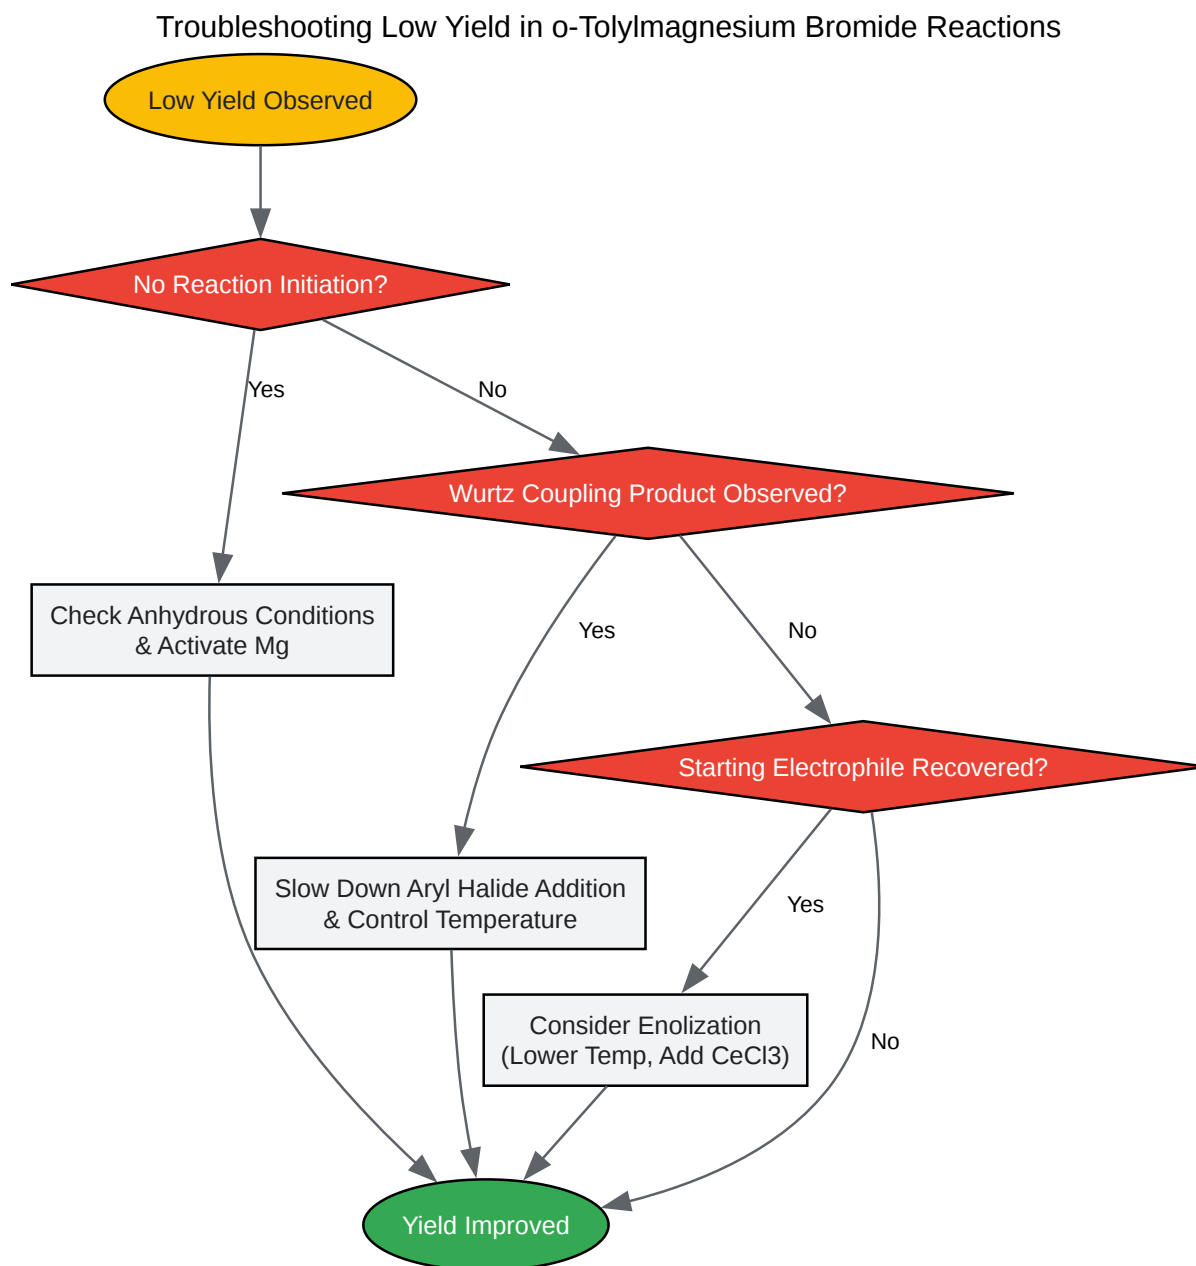 Troubleshooting Low Yield in o-Tolylmagnesium Bromide Reactions
Low Yield Observed
No Reaction Initiation?
Yes
No
Wurtz Coupling Product Observed?
Check Anhydrous Conditions
& Activate Mg
Yes
No
Starting Electrophile Recovered?
Slow Down Aryl Halide Addition
& Control Temperature
Yes
Consider Enolization
(Lower Temp, Add CeCl3)
No
Yield Improved